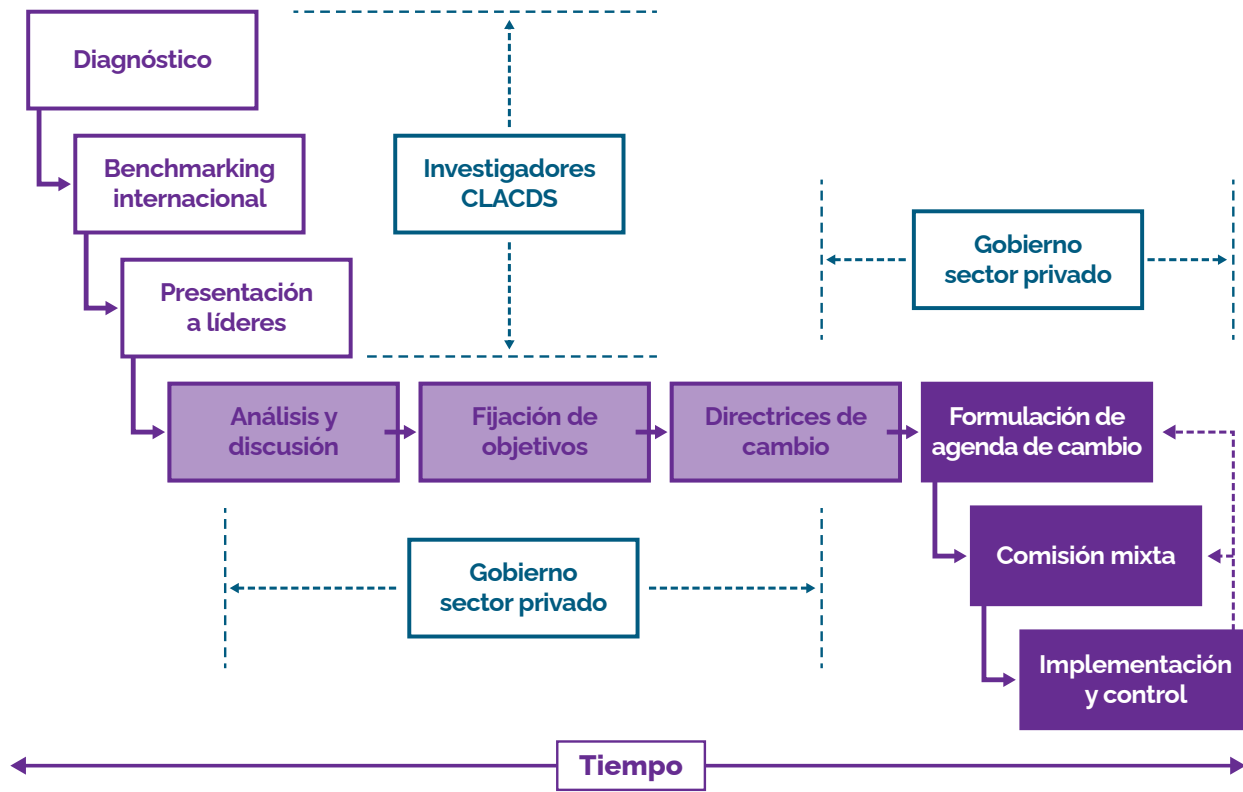 Diagnóstico
Benchmarking
internacional
Investigadores
CLACDS
Gobierno
sector privado
Presentación
a líderes
Análisis y
discusión
Fijación de
objetivos
Directrices de
cambio
Formulación de
agenda de cambio
Comisión mixta
Gobierno
sector privado
Implementación
y control
Tiempo